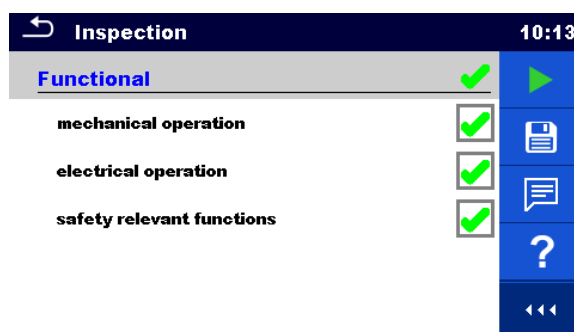 Inspection 10:13
Functional
mechanical operation
electrical operation
safety relevant functions
?